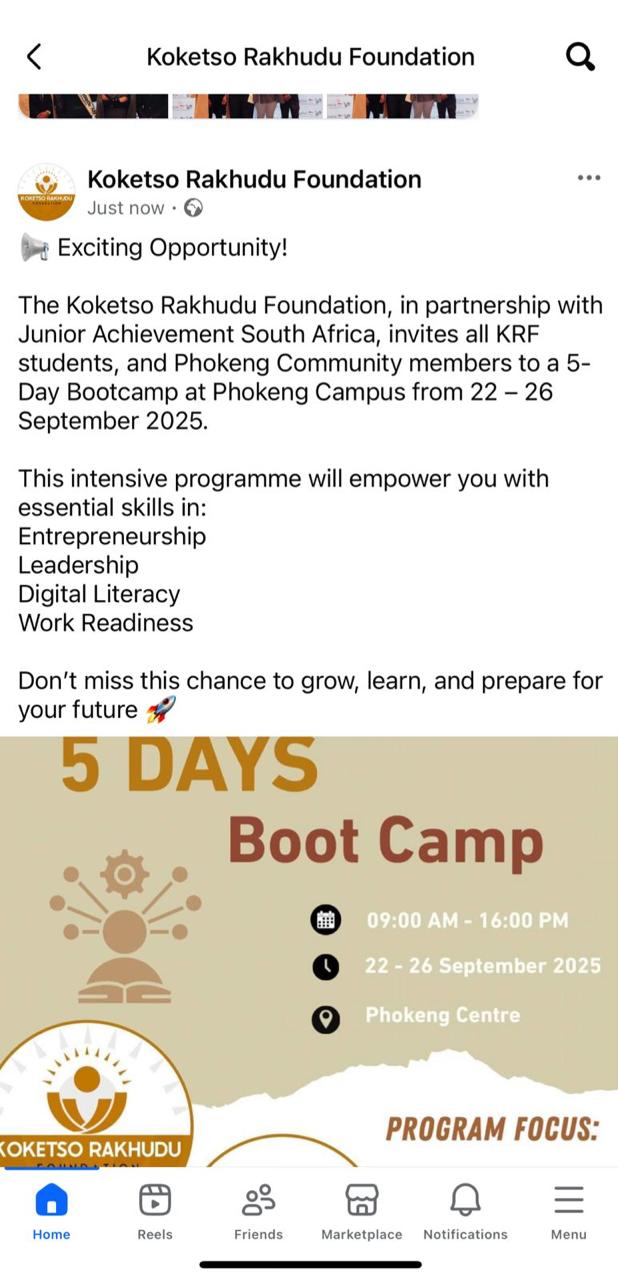 Koketso Rakhudu Foundation
Koketso Rakhudu Foundation
Just now ·
Exciting Opportunity!
The Koketso Rakhudu Foundation, in partnership with
Junior Achievement South Africa, invites all KRF
students, and Phokeng Community members to a 5-
Day Bootcamp at Phokeng Campus from 22 – 26
September 2025.
This intensive programme will empower you with
essential skills in:
Entrepreneurship
Leadership
Digital Literacy
Work Readiness
Don’t miss this chance to grow, learn, and prepare for
your future 🚀
5 DAYS
Boot Camp
09:00 AM - 16:00 PM
22 - 26 September 2025
Phokeng Centre
KOKETSO RAKHUDU
FOUNDATION
PROGRAM FOCUS:
Home
Reels
Friends
Marketplace
Notifications
Menu